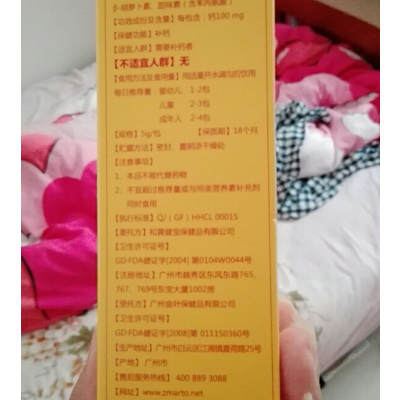 β-胡萝卜素、甜味素（含苯丙氨酸）
【功效成份及含量】每包含：钙100 mg
【保健功能】补钙
【适宜人群】需要补钙者
【不适宜人群】无
【食用方法及食用量】用适量开水调匀后饮用
每日推荐量 婴幼儿 1-2包
儿童 2-3包
成年人 2-4包
【规格】5g/包 【保质期】18个月
【贮藏方法】密封、置阴凉干燥处
【注意事项】
1、本品不能代替药物
2、不宜超过推荐量或与同类营养素补充剂
同时食用
【执行标准】Q/（GF）HHCL 0001S
【委托方】和黄健宝保健品有限公司
【卫生许可证号】
GD·FDA健证字[2004] 第0104W0044号
【注册地址】广州市越秀区东风东路765、
767、769号东宝大厦1002房
【受托方】广州金叶保健品有限公司
【卫生许可证号】
GD·FDA健证字[2008]第 0111S0360号
【生产地址】广州市白云区江高镇夏荷路25号
【产地】 广州市
【售后服务热线】 400 889 3088
【网址】 www.zmarto.net